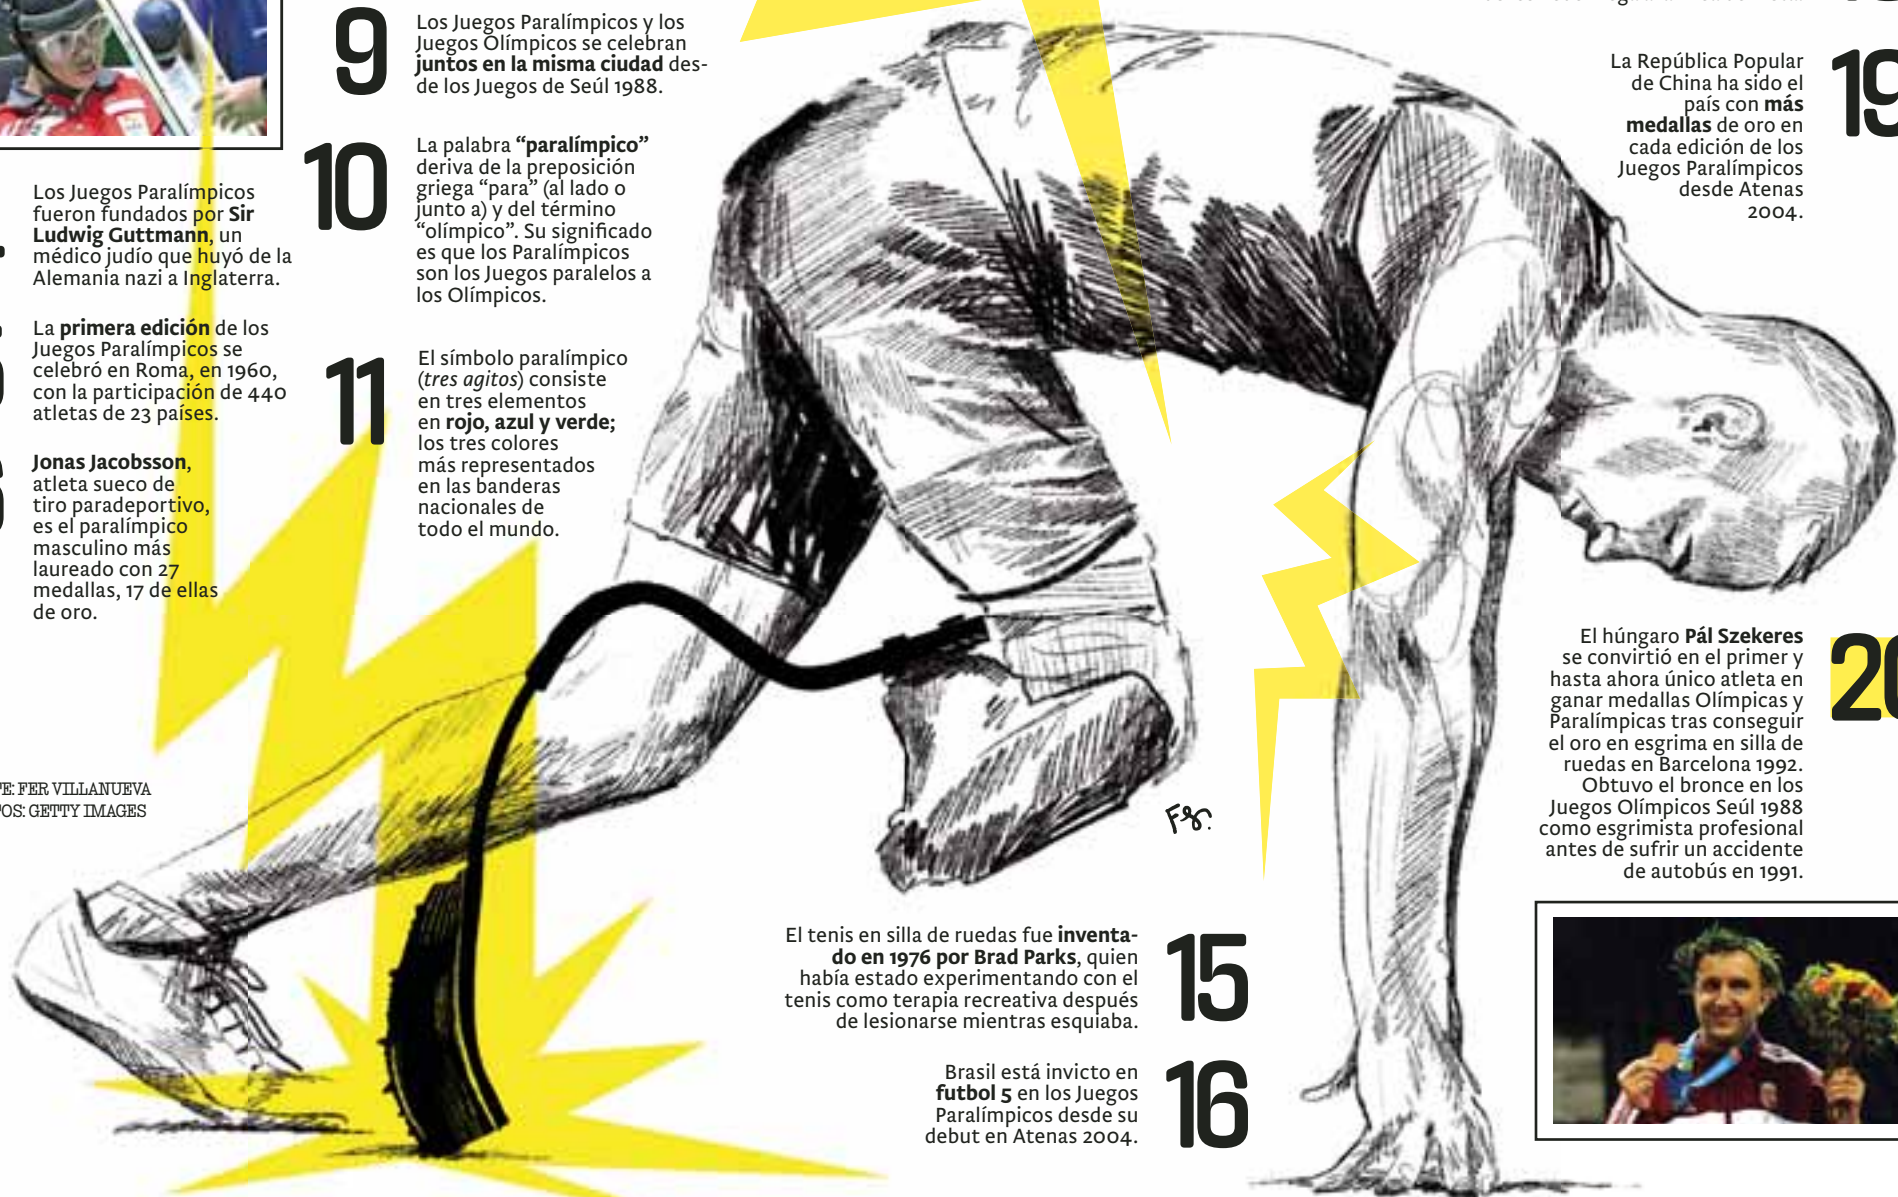 9
Los Juegos Paralímpicos y los
Juegos Olímpicos se celebran
juntos en la misma ciudad des-
de los Juegos de Seúl 1988.
10
La palabra “paralímpico”
deriva de la preposición
griega “para” (al lado o
junto a) y del término
“olímpico”. Su significado
es que los Paralímpicos
son los Juegos paralelos a
los Olímpicos.
11
El símbolo paralímpico
(tres agitos) consiste
en tres elementos
en rojo, azul y verde;
los tres colores
más representados
en las banderas
nacionales de
todo el mundo.
Los Juegos Paralímpicos
fueron fundados por Sir
Ludwig Guttmann, un
médico judío que huyó de la
Alemania nazi a Inglaterra.
La primera edición de los
Juegos Paralímpicos se
celebró en Roma, en 1960,
con la participación de 440
atletas de 23 países.
Jonas Jacobsson,
atleta sueco de
tiro paradeportivo,
es el paralímpico
masculino más
laureado con 27
medallas, 17 de ellas
de oro.
FER VILLANUEVA
GETTY IMAGES
15
El tenis en silla de ruedas fue inventa-
do en 1976 por Brad Parks, quien
había estado experimentando con el
tenis como terapia recreativa después
de lesionarse mientras esquiaba.
16
Brasil está invicto en
futbol 5 en los Juegos
Paralímpicos desde su
debut en Atenas 2004.
19
La República Popular
de China ha sido el
país con más
medallas de oro en
cada edición de los
Juegos Paralímpicos
desde Atenas
2004.
20
El húngaro Pál Szekeres
se convirtió en el primer y
hasta ahora único atleta en
ganar medallas Olímpicas y
Paralímpicas tras conseguir
el oro en esgrima en silla de
ruedas en Barcelona 1992.
Obtuvo el bronce en los
Juegos Olímpicos Seúl 1988
como esgrimista profesional
antes de sufrir un accidente
de autobús en 1991.